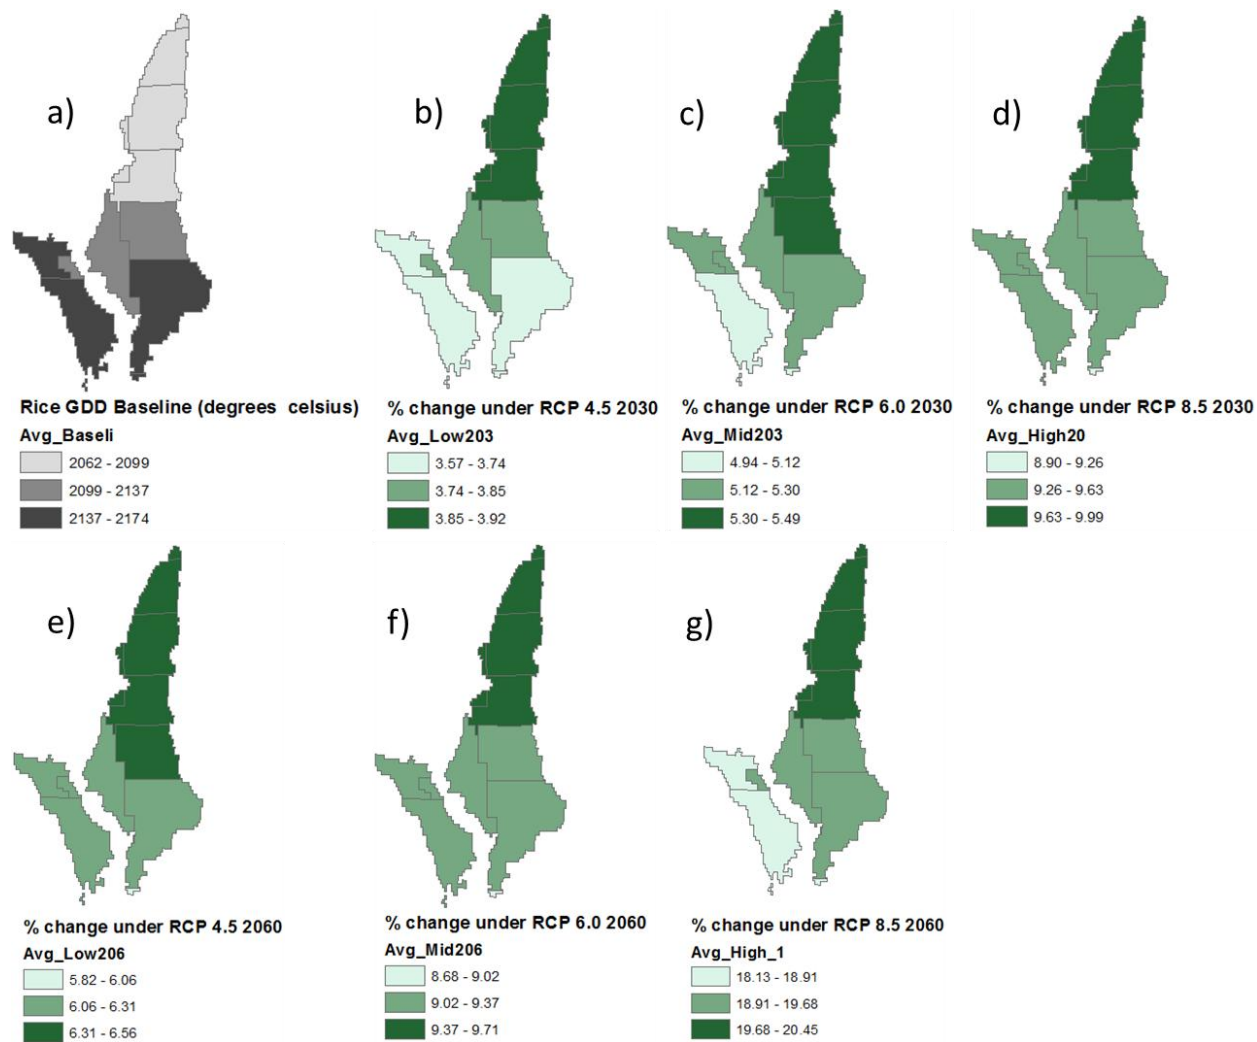 a)
b)
c)
d)
Rice GDD Baseline (degrees celsius)
Avg_Baseli
2062 - 2099
2099 - 2137
2137 - 2174
% change under RCP 4.5 2030
Avg_Low203
3.57 - 3.74
3.74 - 3.85
3.85 - 3.92
% change under RCP 6.0 2030
Avg_Mid203
4.94 - 5.12
5.12 - 5.30
5.30 - 5.49
% change under RCP 8.5 2030
Avg_High20
8.90 - 9.26
9.26 - 9.63
9.63 - 9.99
e)
f)
g)
% change under RCP 4.5 2060
Avg_Low206
5.82 - 6.06
6.06 - 6.31
6.31 - 6.56
% change under RCP 6.0 2060
Avg_Mid206
8.68 - 9.02
9.02 - 9.37
9.37 - 9.71
% change under RCP 8.5 2060
Avg_High_1
18.13 - 18.91
18.91 - 19.68
19.68 - 20.45